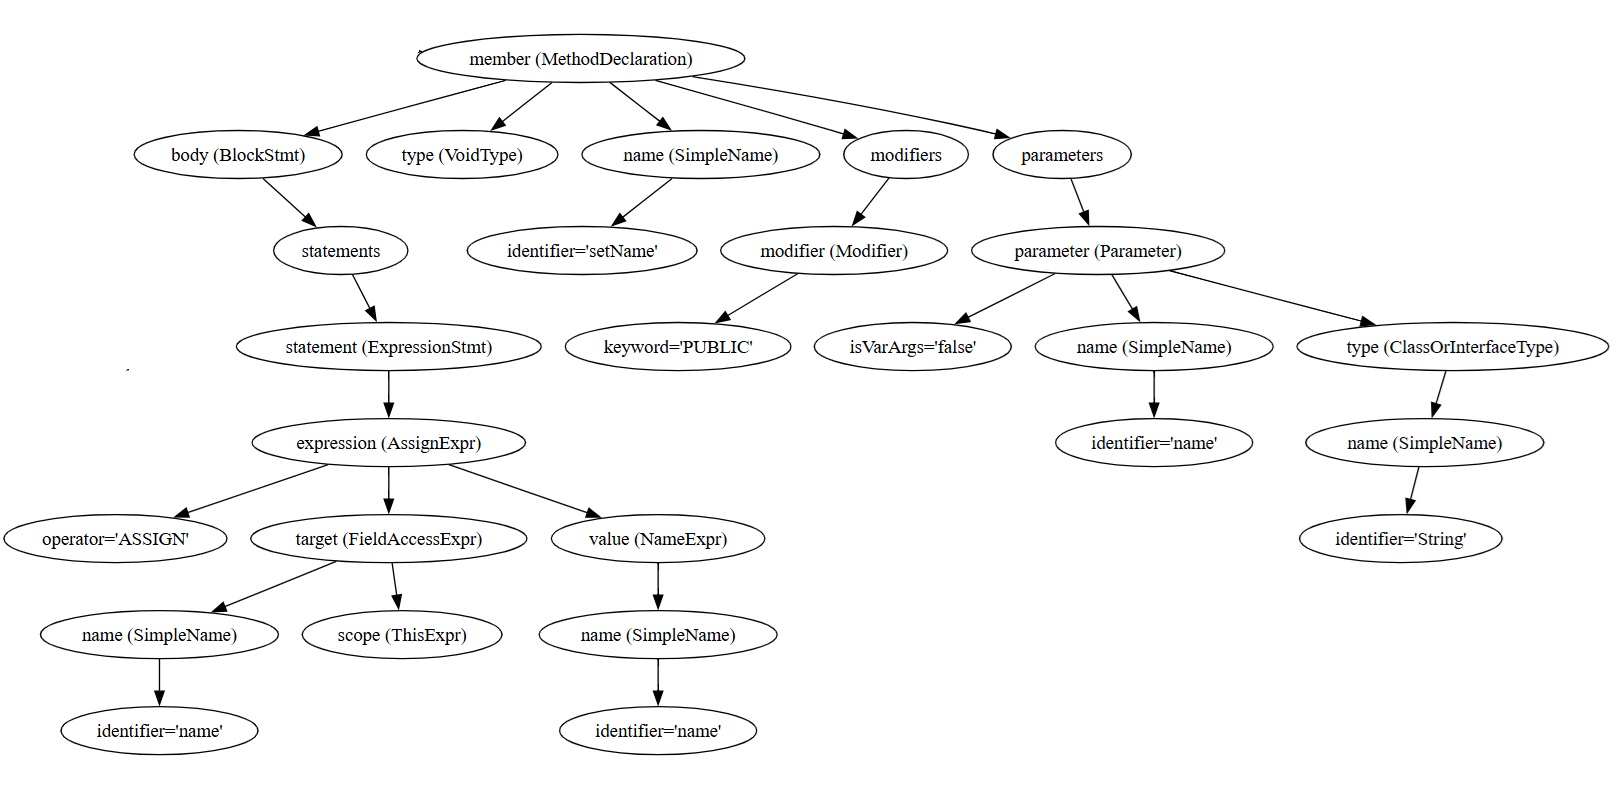 member (MethodDeclaration)
body (BlockStmt)
type (VoidType)
name (SimpleName)
modifiers
parameters
statements
identifier='setName'
modifier (Modifier)
parameter (Parameter)
statement (ExpressionStmt)
keyword='PUBLIC'
isVarArgs='false'
name (SimpleName)
type (ClassOrInterfaceType)
expression (AssignExpr)
identifier='name'
name (SimpleName)
operator='ASSIGN'
target (FieldAccessExpr)
value (NameExpr)
identifier='String'
name (SimpleName)
scope (ThisExpr)
name (SimpleName)
identifier='name'
identifier='name'